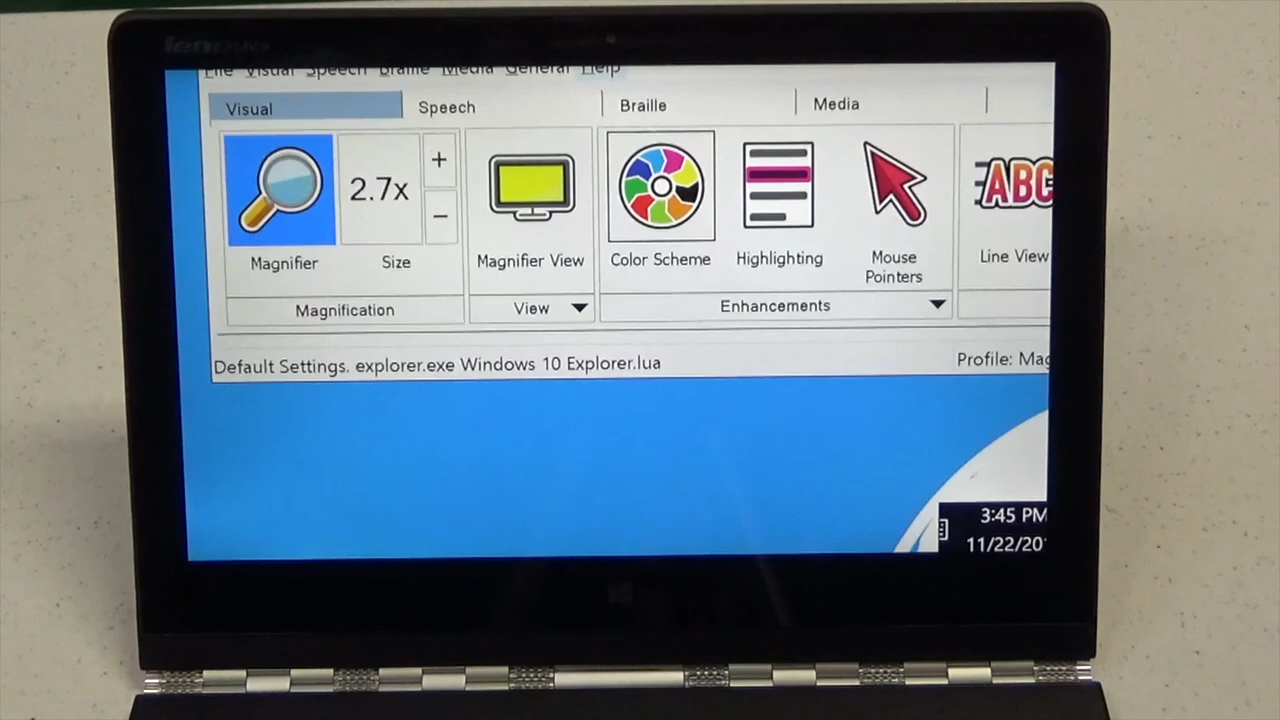 lenovo
File Visual Speech Braille Media General Help
Visual Speech Braille Media
2.7x + −
ABC
Magnifier Size Magnifier View Color Scheme Highlighting Mouse Pointers Line View
Magnification View Enhancements
Default Settings. explorer.exe Windows 10 Explorer.lua Profile: Mag
3:45 PM
11/22/20